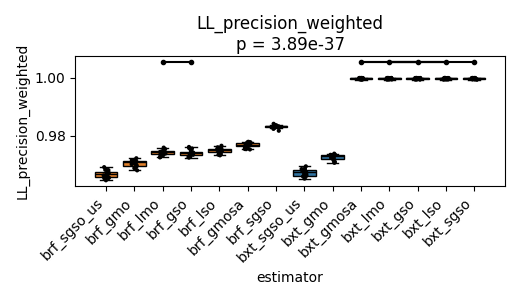 LL_precision_weighted
p = 3.89e-37
LL_precision_weighted
1.00
0.98
brf_sgso_us
brf_gmo
brf_lmo
brf_gso
brf_lso
brf_gmosa
brf_sgso
bxt_sgso_us
bxt_gmo
bxt_gmosa
bxt_lmo
bxt_gso
bxt_lso
bxt_sgso
estimator